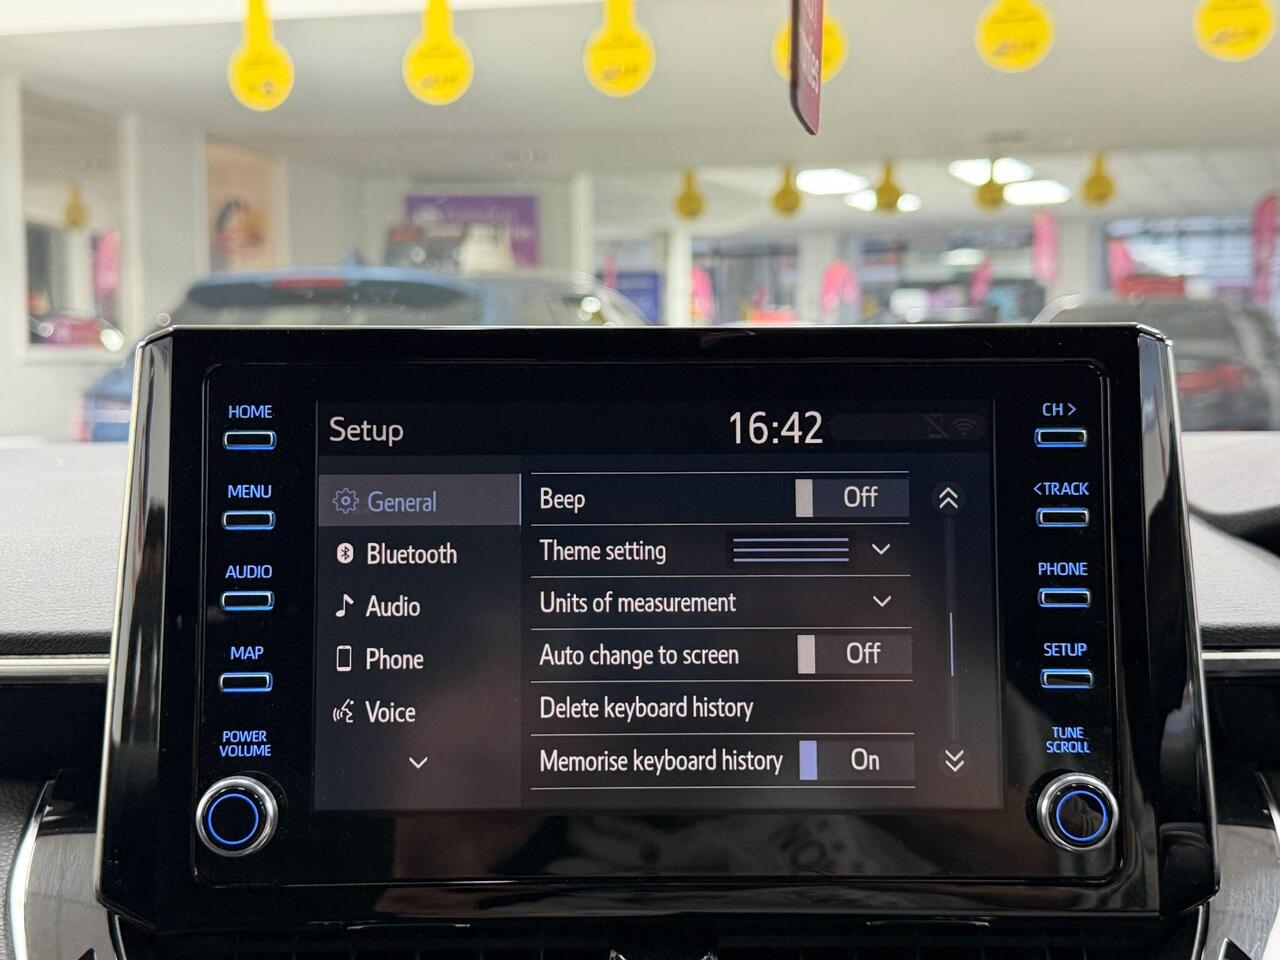 HOME
MENU
AUDIO
MAP
POWER
VOLUME
Setup
16:42
General
Bluetooth
Audio
Phone
Voice
Beep Off
Theme setting
Units of measurement
Auto change to screen Off
Delete keyboard history
Memorise keyboard history On
CH >
< TRACK
PHONE
SETUP
TUNE
SCROLL